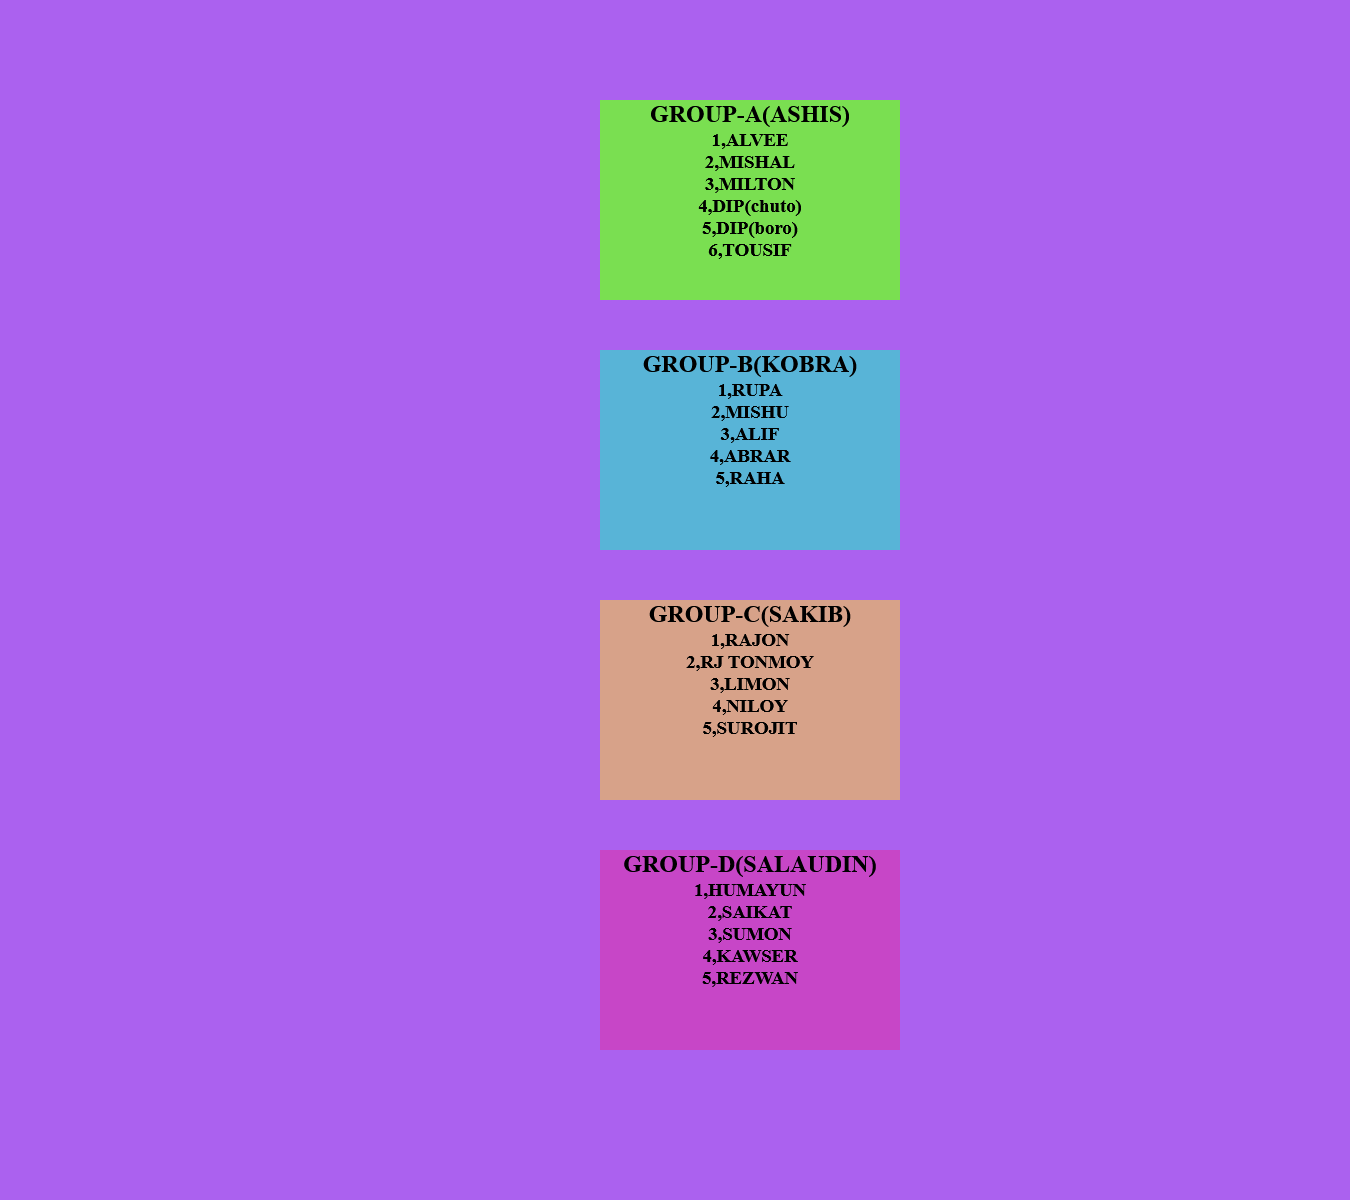 GROUP-A(ASHIS)
1,ALVEE
2,MISHAL
3,MILTON
4,DIP(chuto)
5,DIP(boro)
6,TOUSIF
GROUP-B(KOBRA)
1,RUPA
2,MISHU
3,ALIF
4,ABRAR
5,RAHA
GROUP-C(SAKIB)
1,RAJON
2,RJ TONMOY
3,LIMON
4,NILOY
5,SUROJIT
GROUP-D(SALAUDIN)
1,HUMAYUN
2,SAIKAT
3,SUMON
4,KAWSER
5,REZWAN